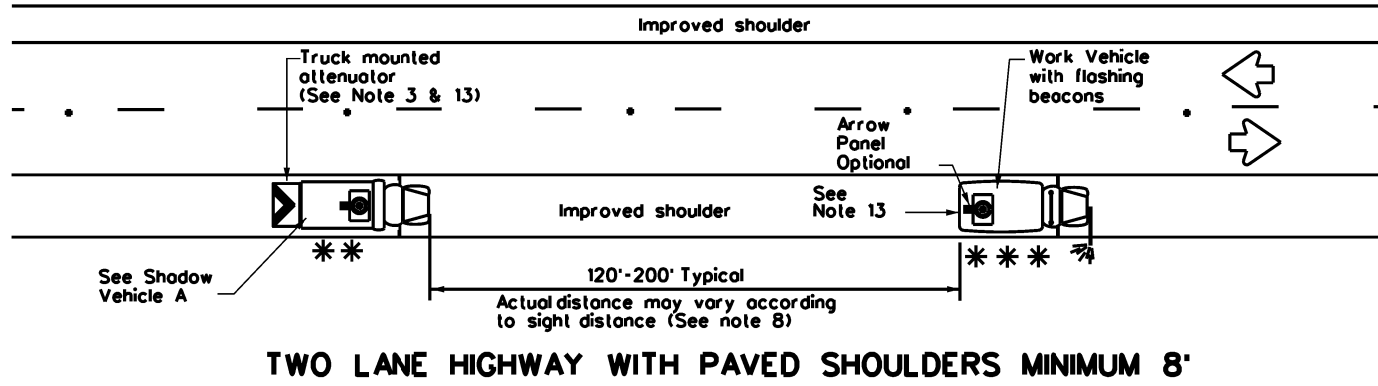 Improved shoulder
Truck mounted
attenuator
(See Note 3 & 13)
Work Vehicle
with flashing
beacons
Arrow
Panel
Optional
See
Note 13
Improved shoulder
See Shadow
Vehicle A
120'-200' Typical
Actual distance may vary according
to sight distance (See note 8)
TWO LANE HIGHWAY WITH PAVED SHOULDERS MINIMUM 8'